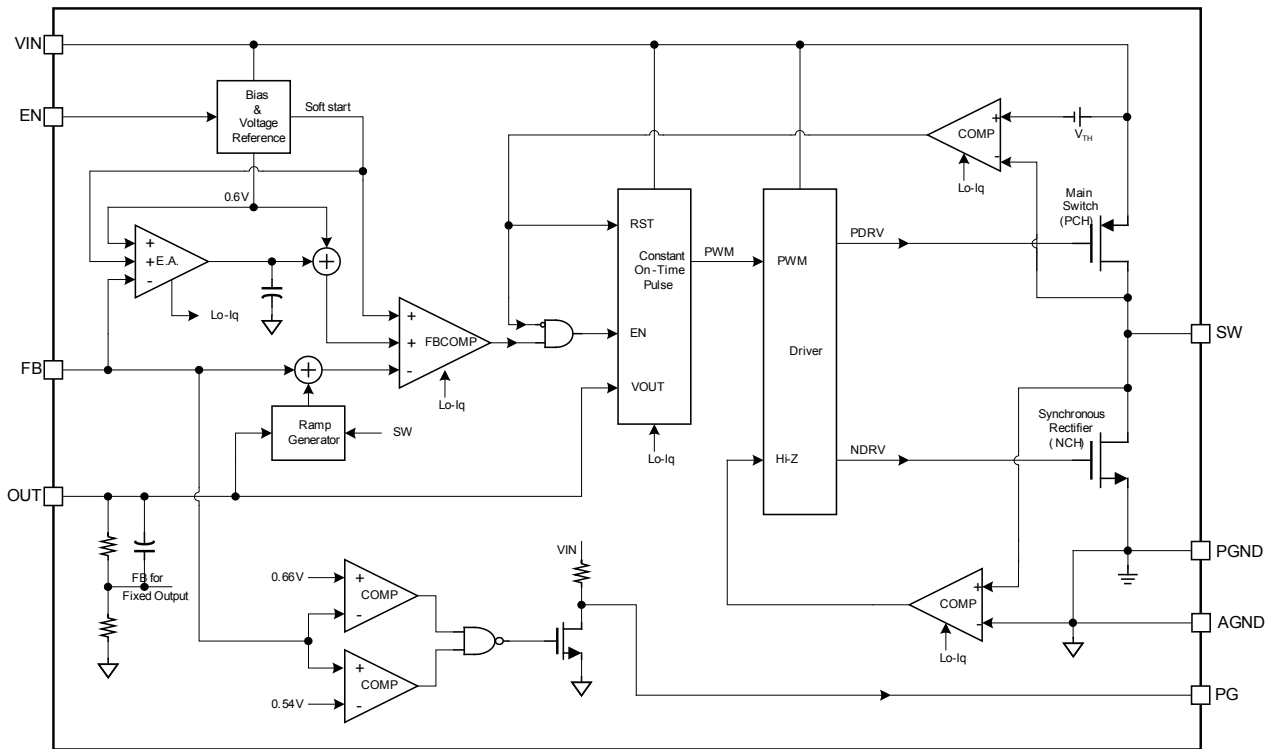 VIN
EN
Bias
&
Voltage
Reference
Soft start
0.6V
+
+ E.A.
-
Lo-Iq
+
+
+
FBCOMP
-
Lo-Iq
FB
+
Ramp
Generator
SW
OUT
FB for
Fixed Output
RST
Constant
On-Time
Pulse
EN
VOUT
Lo-Iq
PWM
PWM
Driver
Hi-Z
PDRV
NDRV
+
COMP
-
Lo-Iq
VTH
Main
Switch
(PCH)
SW
Synchronous
Rectifier
(NCH)
+
COMP
-
Lo-Iq
PGND
AGND
PG
0.66V
+
COMP
-
+
COMP
-
0.54V
VIN